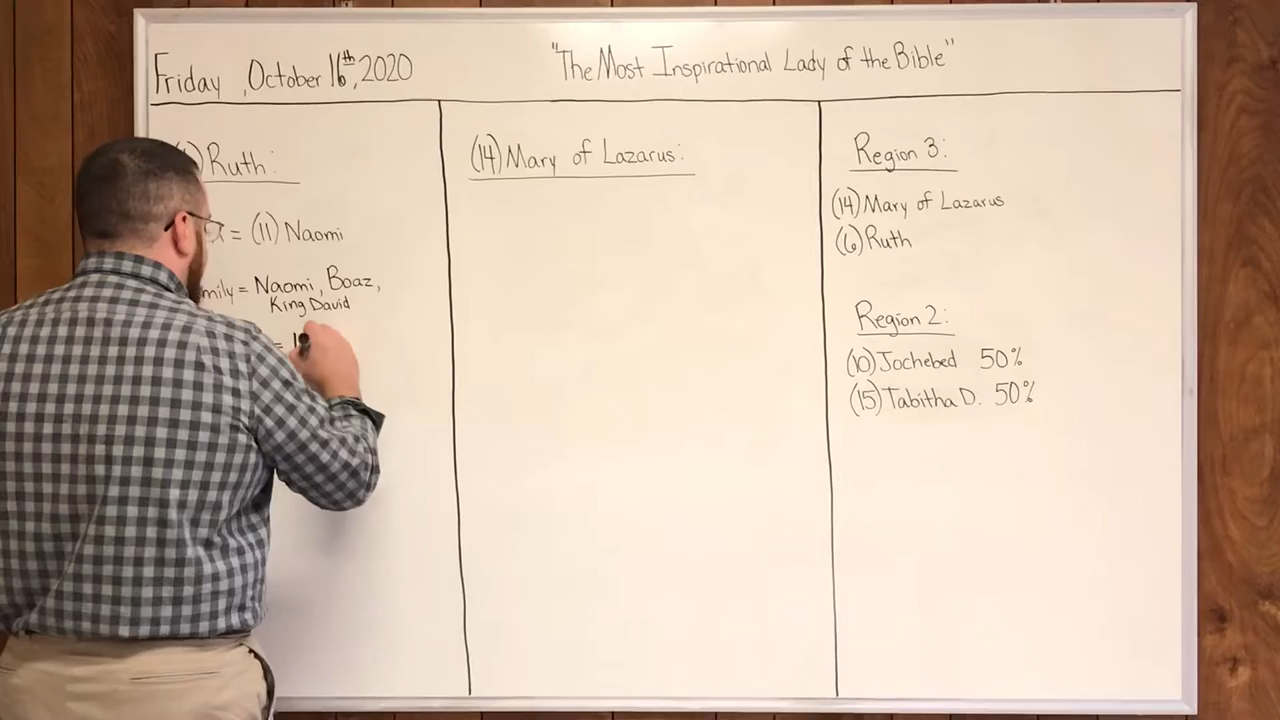 Friday, October 16th, 2020
"The Most Inspirational Lady of the Bible"
Ruth:
= (11) Naomi
= Naomi, Boaz,
King David
=
(14) Mary of Lazarus:
Region 3:
(14) Mary of Lazarus
(6) Ruth
Region 2:
(10) Jochebed 50%
(15) Tabitha D. 50%